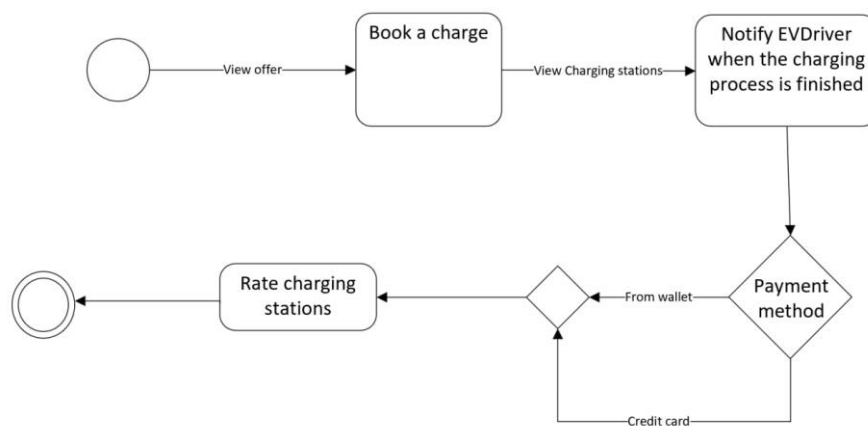 Book a charge
Notify EVDriver
when the charging
process is finished
View offer
View Charging stations
Rate charging
stations
From wallet
Payment
method
Credit card